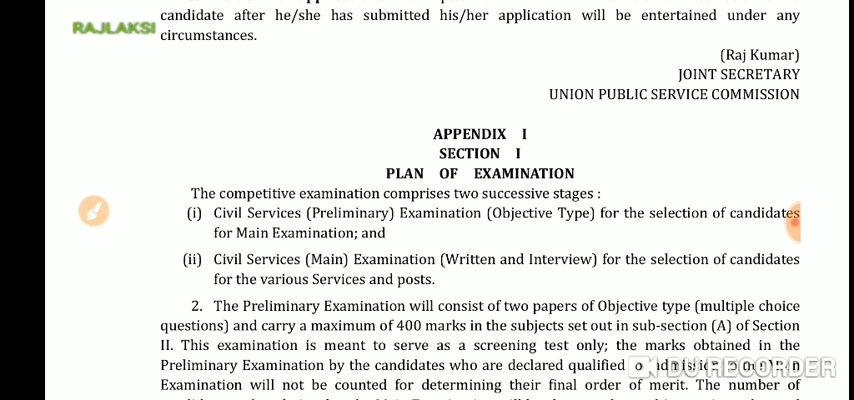 candidate after he/she has submitted his/her application will be entertained under any
RAJLAKSI
circumstances.
(Raj Kumar)
JOINT SECRETARY
UNION PUBLIC SERVICE COMMISSION
APPENDIX I
SECTION I
PLAN OF EXAMINATION
The competitive examination comprises two successive stages :
(i) Civil Services (Preliminary) Examination (Objective Type) for the selection of candidates
for Main Examination; and
(ii) Civil Services (Main) Examination (Written and Interview) for the selection of candidates
for the various Services and posts.
2. The Preliminary Examination will consist of two papers of Objective type (multiple choice
questions) and carry a maximum of 400 marks in the subjects set out in sub-section (A) of Section
II. This examination is meant to serve as a screening test only; the marks obtained in the
Preliminary Examination by the candidates who are declared qualified
DU RECORDER
Examination will not be counted for determining their final order of merit. The number of